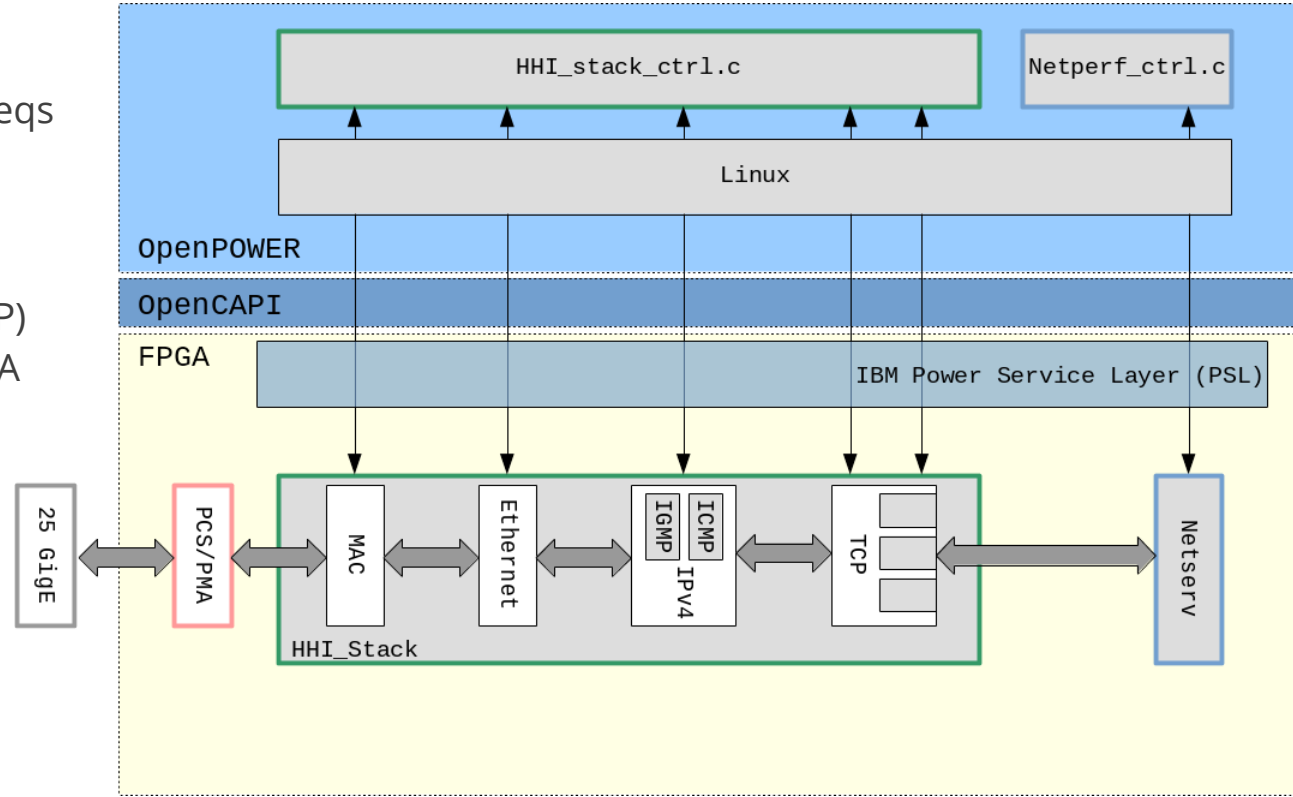 eqs
P)
A
HHI_stack_ctrl.c
Netperf_ctrl.c
Linux
OpenPOWER
OpenCAPI
FPGA
IBM Power Service Layer (PSL)
25 GigE
PCS/PMA
MAC
Ethernet
IGMP
ICMP
IPv4
TCP
Netserv
HHI_Stack